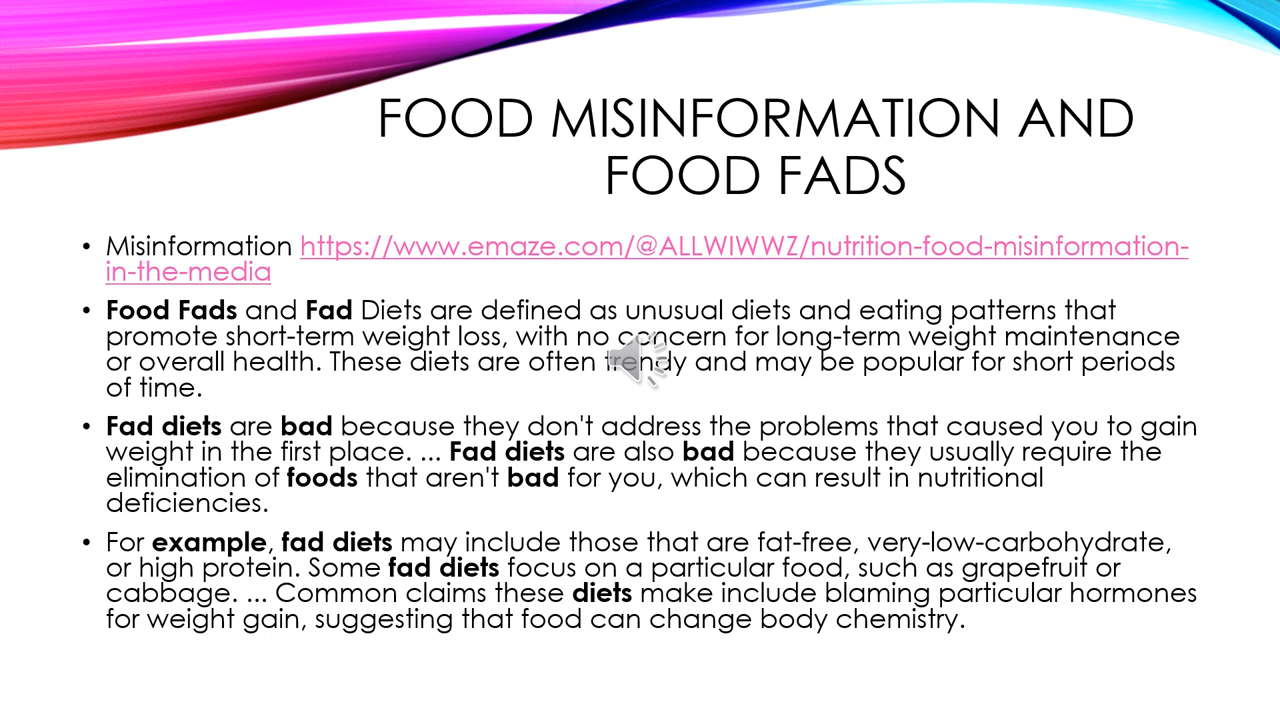 FOOD MISINFORMATION AND
FOOD FADS
• Misinformation https://www.emaze.com/@ALLWIWWZ/nutrition-food-misinformation-
in-the-media
• Food Fads and Fad Diets are defined as unusual diets and eating patterns that
promote short-term weight loss, with no concern for long-term weight maintenance
or overall health. These diets are often trendy and may be popular for short periods
of time.
• Fad diets are bad because they don't address the problems that caused you to gain
weight in the first place. ... Fad diets are also bad because they usually require the
elimination of foods that aren't bad for you, which can result in nutritional
deficiencies.
• For example, fad diets may include those that are fat-free, very-low-carbohydrate,
or high protein. Some fad diets focus on a particular food, such as grapefruit or
cabbage. ... Common claims these diets make include blaming particular hormones
for weight gain, suggesting that food can change body chemistry.